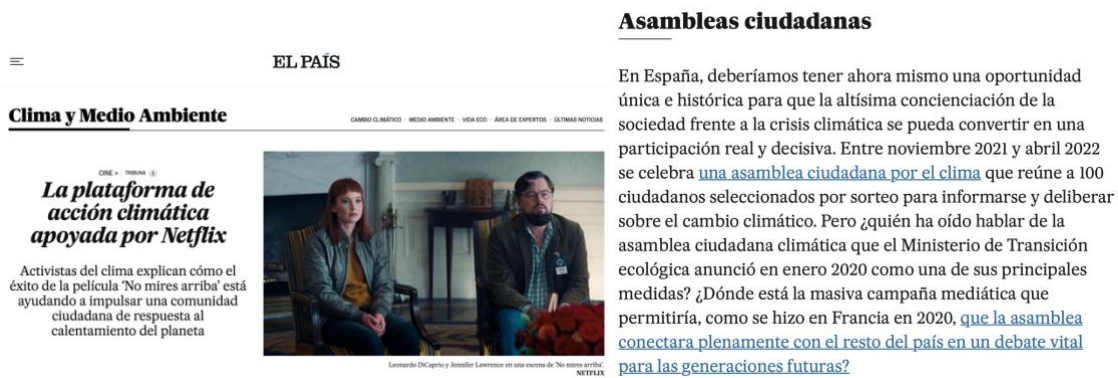 EL PAÍS
Clima y Medio Ambiente
CAMBIO CLIMÁTICO · MEDIO AMBIENTE · VIDA ECO · ÁREA DE EXPERTOS · ÚLTIMAS NOTICIAS
CINE > TRIBUNA
La plataforma de
acción climática
apoyada por Netflix
Activistas del clima explican cómo el
éxito de la película ‘No mires arriba’ está
ayudando a impulsar una comunidad
ciudadana de respuesta al
calentamiento del planeta
Leonardo DiCaprio y Jennifer Lawrence en una escena de ‘No mires arriba’.
NETFLIX
Asambleas ciudadanas
En España, deberíamos tener ahora mismo una oportunidad
única e histórica para que la altísima concienciación de la
sociedad frente a la crisis climática se pueda convertir en una
participación real y decisiva. Entre noviembre 2021 y abril 2022
se celebra una asamblea ciudadana por el clima que reúne a 100
ciudadanos seleccionados por sorteo para informarse y deliberar
sobre el cambio climático. Pero ¿quién ha oído hablar de la
asamblea ciudadana climática que el Ministerio de Transición
ecológica anunció en enero 2020 como una de sus principales
medidas? ¿Dónde está la masiva campaña mediática que
permitiría, como se hizo en Francia en 2020, que la asamblea
conectara plenamente con el resto del país en un debate vital
para las generaciones futuras?